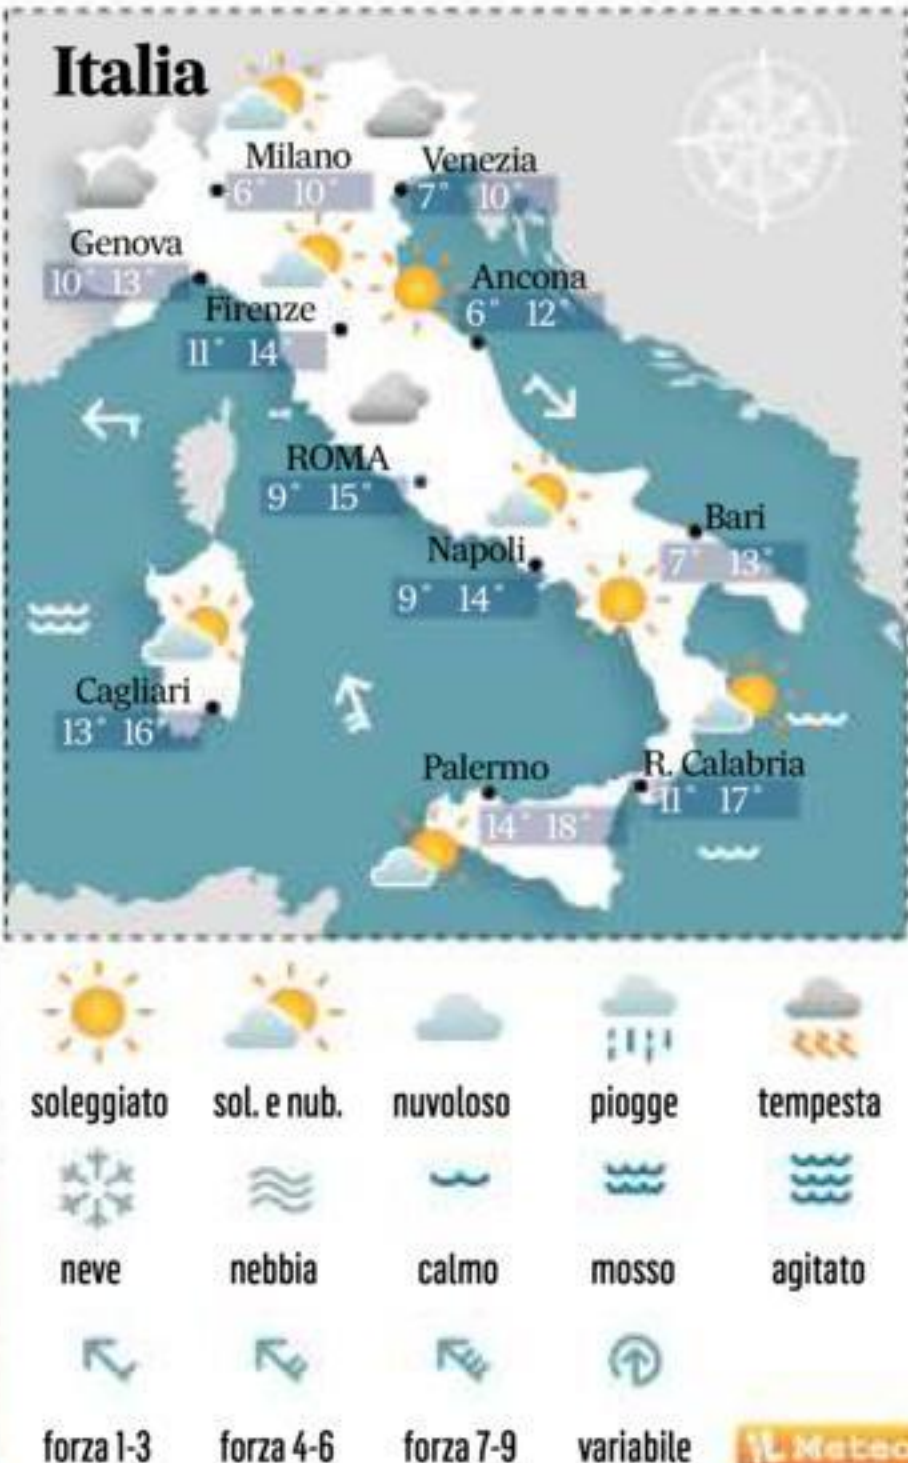 Italia
Milano
6° 10°
Venezia
7° 10°
Genova
10° 13°
Ancona
6° 12°
Firenze
11° 14°
ROMA
9° 15°
Bari
7° 13°
Napoli
9° 14°
Cagliari
13° 16°
Palermo
14° 18°
R. Calabria
11° 17°
soleggiato sol. e nub. nuvoloso piogge tempesta
neve nebbia calmo mosso agitato
forza 1-3 forza 4-6 forza 7-9 variabile